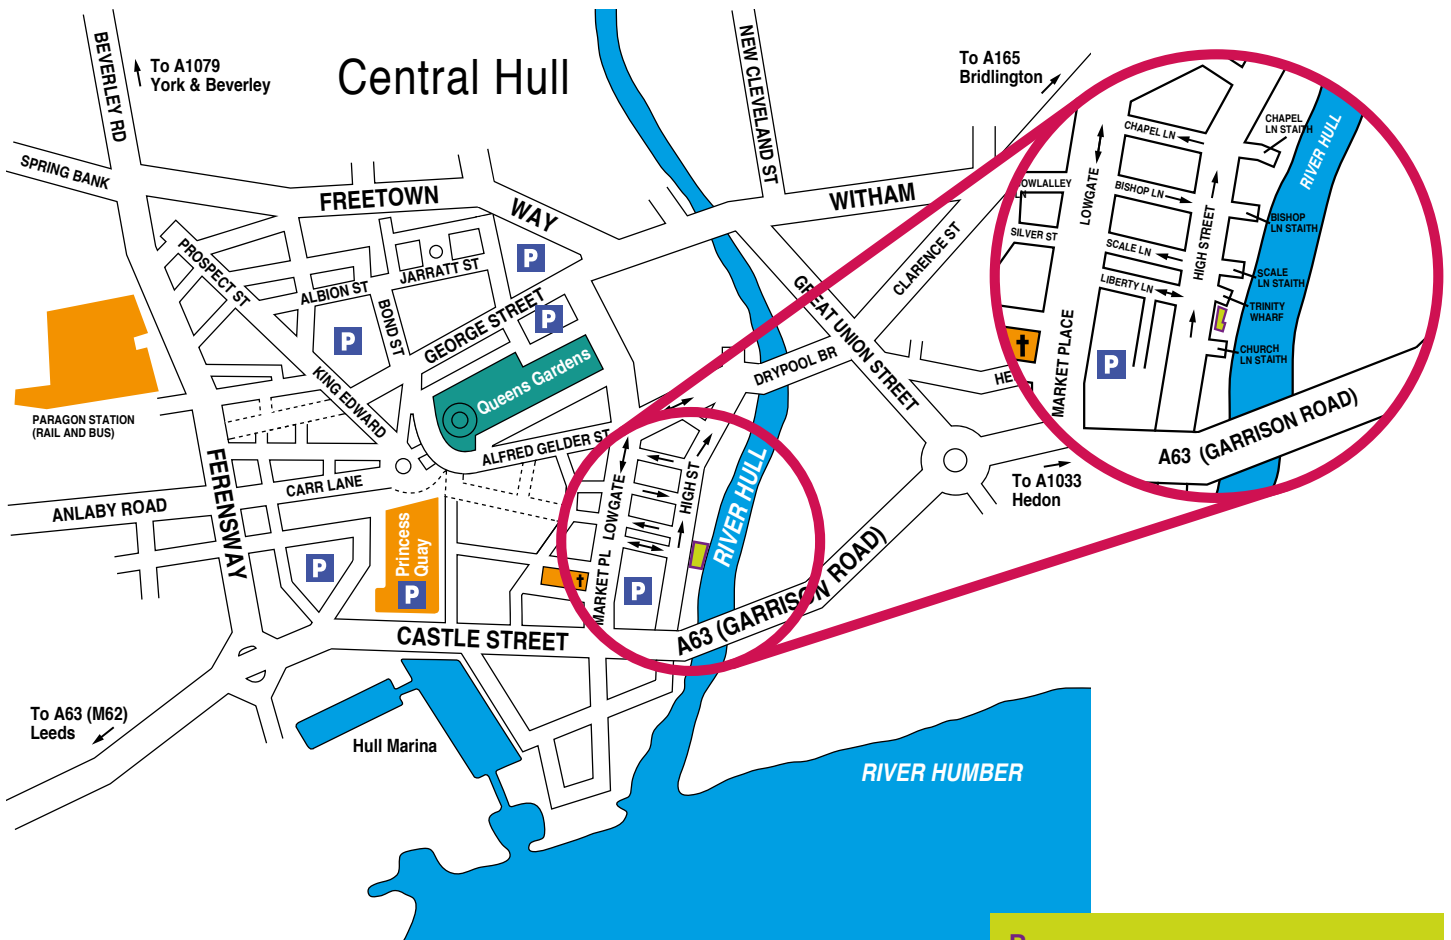 Central Hull
BEVERLEY RD
To A1079
York & Beverley
SPRING BANK
FREETOWN
WAY
NEW CLEVELAND ST
WITHAM
To A165
Bridlington
PROSPECT ST
ALBION ST
JARRATT ST
BOND ST
GEORGE STREET
P
P
P
KING EDWARD
Queens Gardens
CLARENCE ST
GREAT UNION STREET
DRYPOOL BR
PARAGON STATION
(RAIL AND BUS)
FERENSWAY
ALFRED GELDER ST
CARR LANE
ANLABY ROAD
Princess
Quay
P
P
LOWGATE
HIGH ST
MARKET PL
P
RIVER HULL
To A1033
Hedon
CASTLE STREET
A63 (GARRISON ROAD)
To A63 (M62)
Leeds
Hull Marina
RIVER HUMBER
CHAPEL LN
CHAPEL
LN STAITH
RIVER HULL
LOWGATE
BISHOP LN
BISHOP
LN STAITH
SILVER ST
SCALE LN
HIGH STREET
SCALE
LN STAITH
LIBERTY LN
TRINITY
WHARF
MARKET PLACE
P
CHURCH
LN STAITH
A63 (GARRISON ROAD)